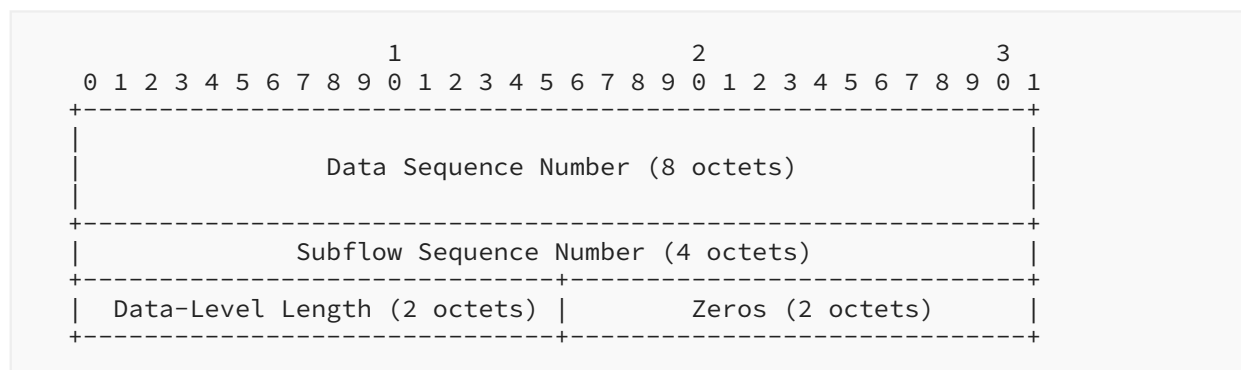 1                   2                   3
 0 1 2 3 4 5 6 7 8 9 0 1 2 3 4 5 6 7 8 9 0 1 2 3 4 5 6 7 8 9 0 1
+--------------------------------------------------------------+
|                                                              |
|                Data Sequence Number (8 octets)               |
|                                                              |
+--------------------------------------------------------------+
|              Subflow Sequence Number (4 octets)              |
+-------------------------------+------------------------------+
|  Data-Level Length (2 octets) |        Zeros (2 octets)      |
+-------------------------------+------------------------------+